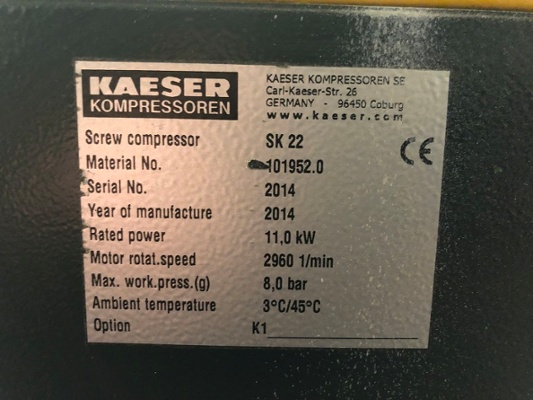 KAESER
KOMPRESSOREN
KAESER KOMPRESSOREN SE
Carl-Kaeser-Str. 26
GERMANY - 96450 Coburg
www.kaeser.com
CE
Screw compressor SK 22
Material No. 101952.0
Serial No. 2014
Year of manufacture 2014
Rated power 11,0 kW
Motor rotat.speed 2960 1/min
Max. work.press.(g) 8,0 bar
Ambient temperature 3°C/45°C
Option K1